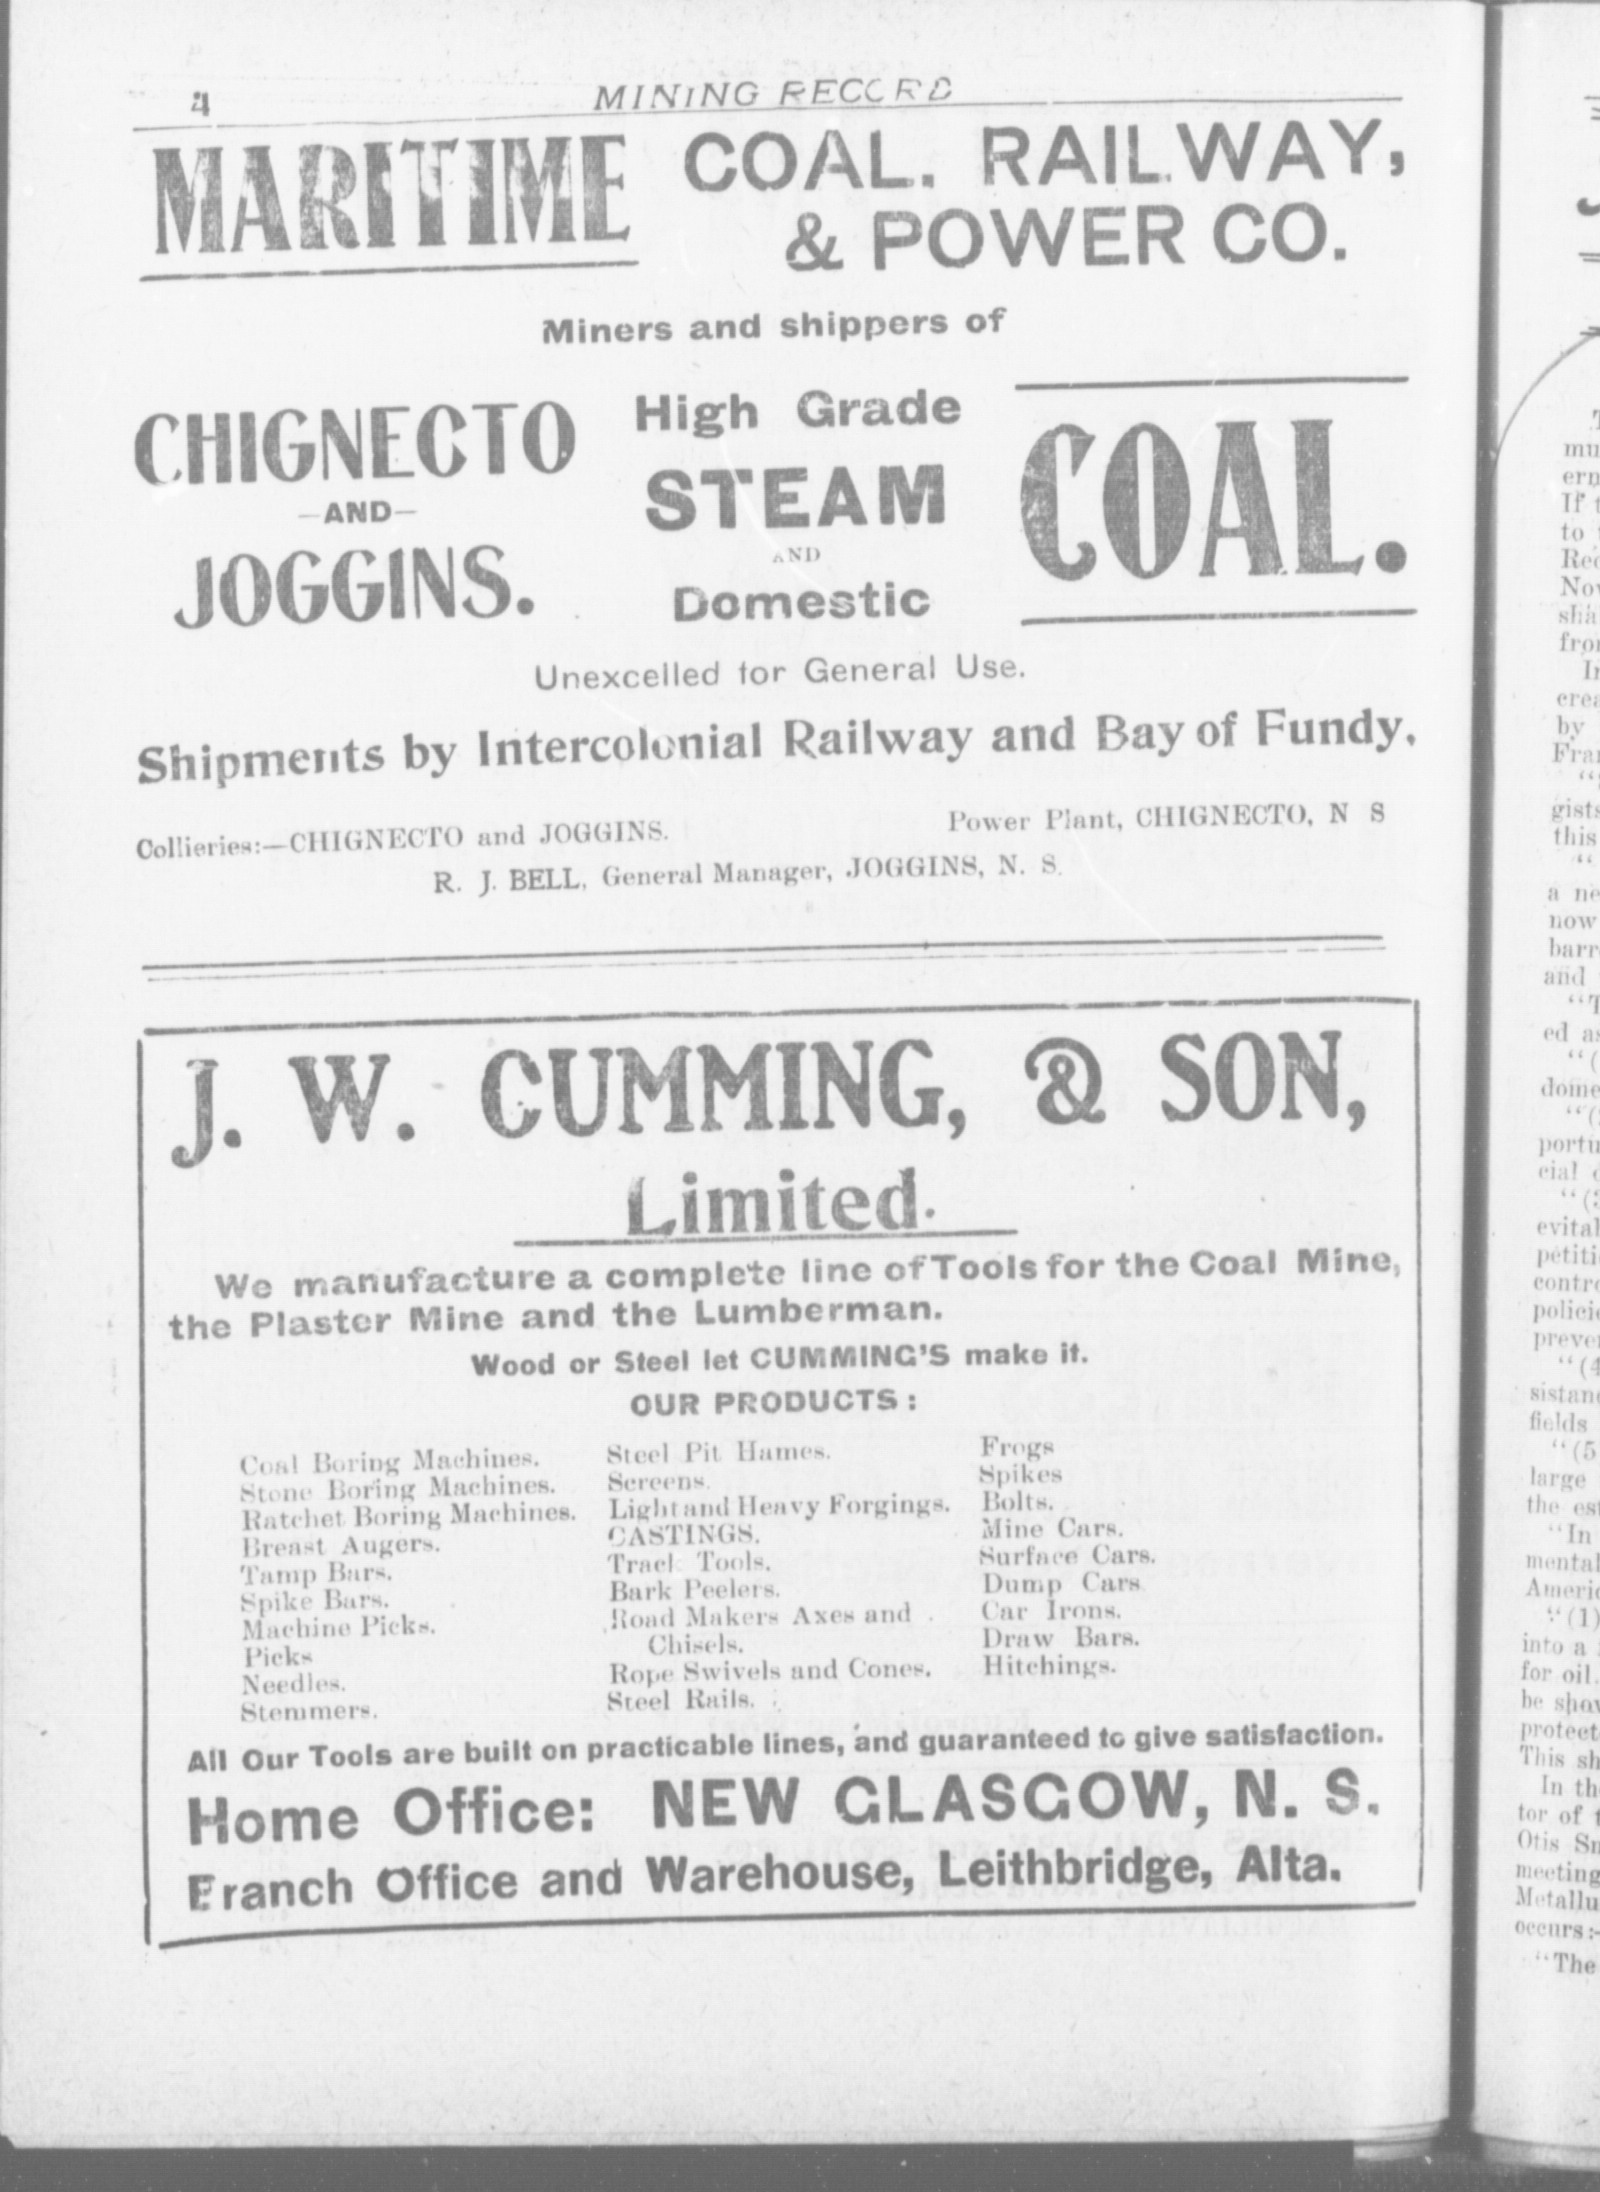 4
MINING RECORD
MARITIME COAL, RAILWAY,
& POWER CO.
Miners and shippers of
CHIGNECTO
—AND—
JOGGINS.
High Grade
STEAM
AND
Domestic
COAL.
Unexcelled for General Use.
Shipments by Intercolonial Railway and Bay of Fundy.
Collieries:—CHIGNECTO and JOGGINS.
Power Plant, CHIGNECTO, N S
R. J. BELL, General Manager, JOGGINS, N. S.
J. W. CUMMING, & SON,
Limited.
We manufacture a complete line of Tools for the Coal Mine,
the Plaster Mine and the Lumberman.
Wood or Steel let CUMMING'S make it.
OUR PRODUCTS:
Coal Boring Machines.
Stone Boring Machines.
Ratchet Boring Machines.
Breast Augers.
Tamp Bars.
Spike Bars.
Machine Picks.
Picks
Needles.
Stemmers.
Steel Pit Hames.
Screens.
Light and Heavy Forgings.
CASTINGS.
Track Tools.
Bark Peelers.
Road Makers Axes and
Chisels.
Rope Swivels and Cones.
Steel Rails.
Frogs
Spikes
Bolts.
Mine Cars.
Surface Cars.
Dump Cars
Car Irons.
Draw Bars.
Hitchings.
All Our Tools are built on practicable lines, and guaranteed to give satisfaction.
Home Office: NEW GLASGOW, N. S.
Branch Office and Warehouse, Leithbridge, Alta.